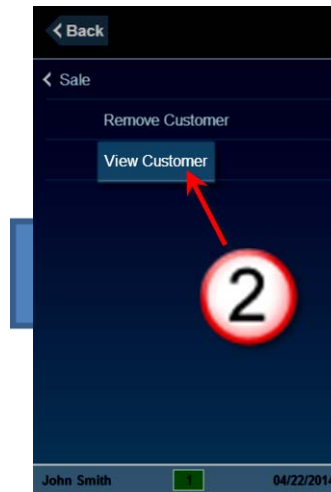 Back
Sale
Remove Customer
View Customer
2
John Smith 1 04/22/2014